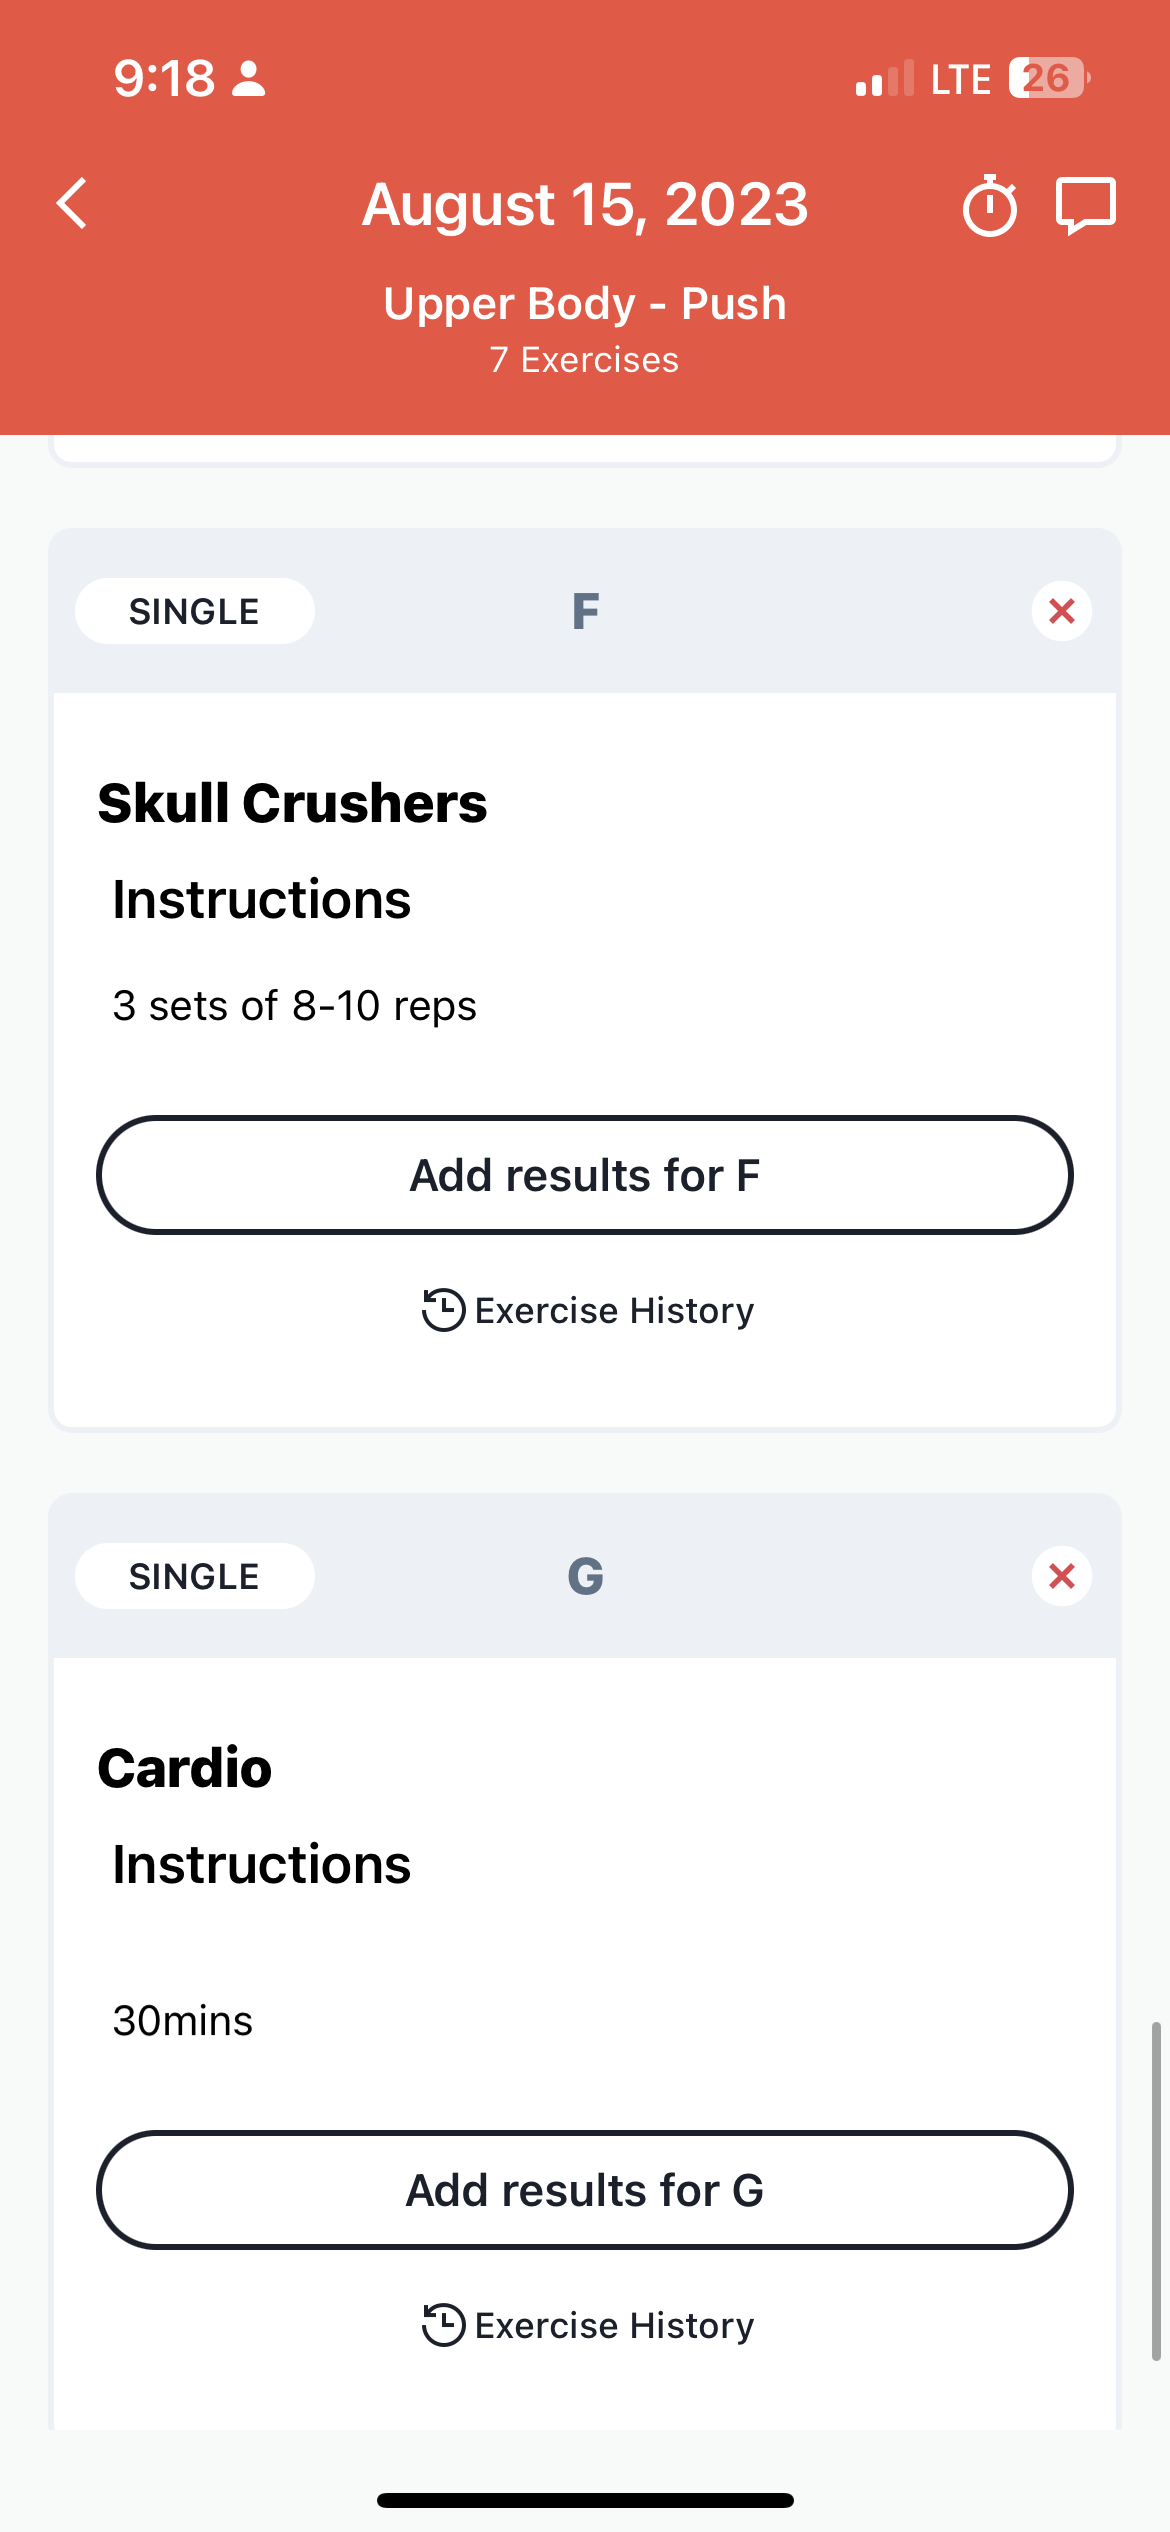 9:18
LTE 26
August 15, 2023
Upper Body - Push
7 Exercises
SINGLE
F
Skull Crushers
Instructions
3 sets of 8-10 reps
Add results for F
Exercise History
SINGLE
G
Cardio
Instructions
30mins
Add results for G
Exercise History